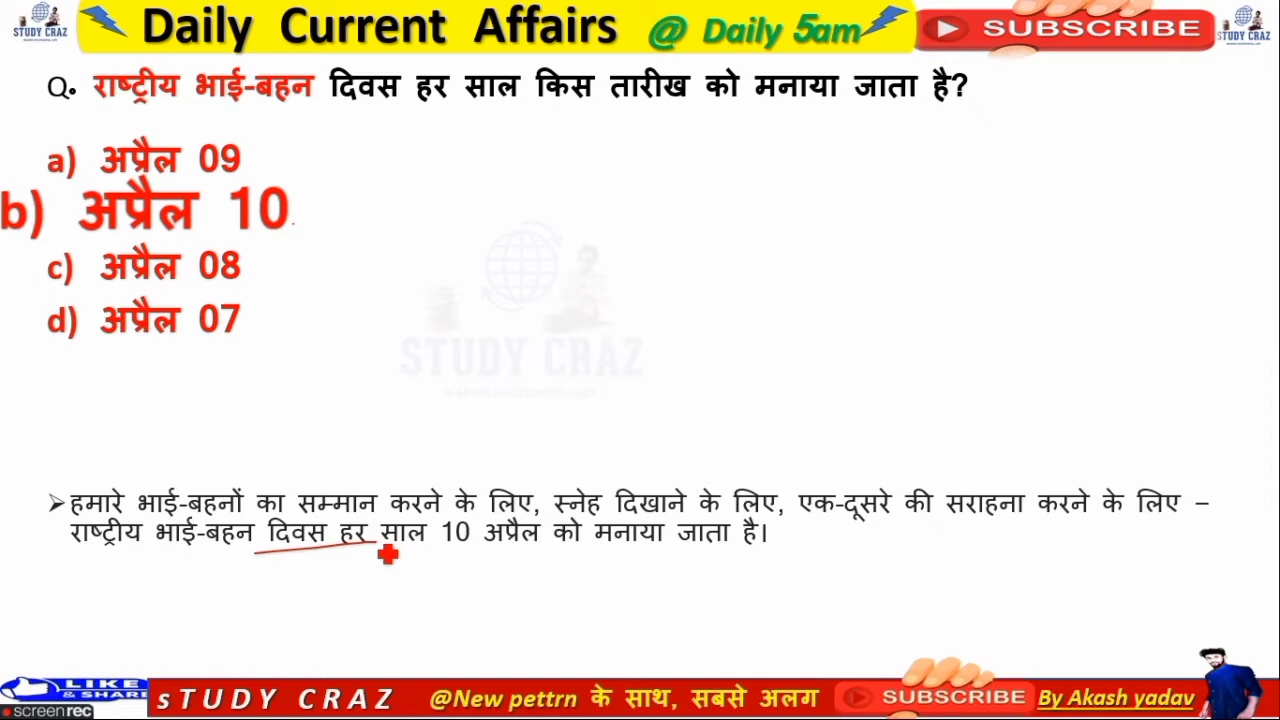 STUDY CRAZ
Daily Current Affairs @ Daily 5am
SUBSCRIBE
STUDY CRAZ
Q. राष्ट्रीय भाई-बहन दिवस हर साल किस तारीख को मनाया जाता है?
a) अप्रैल 09
b) अप्रैल 10
c) अप्रैल 08
d) अप्रैल 07
STUDY CRAZ
हमारे भाई-बहनों का सम्मान करने के लिए, स्नेह दिखाने के लिए, एक-दूसरे की सराहना करने के लिए –
राष्ट्रीय भाई-बहन दिवस हर साल 10 अप्रैल को मनाया जाता है।
LIKE
& SHARE
sTUDY CRAZ @New pettrn के साथ, सबसे अलग SUBSCRIBE By Akash yadav
screenrec